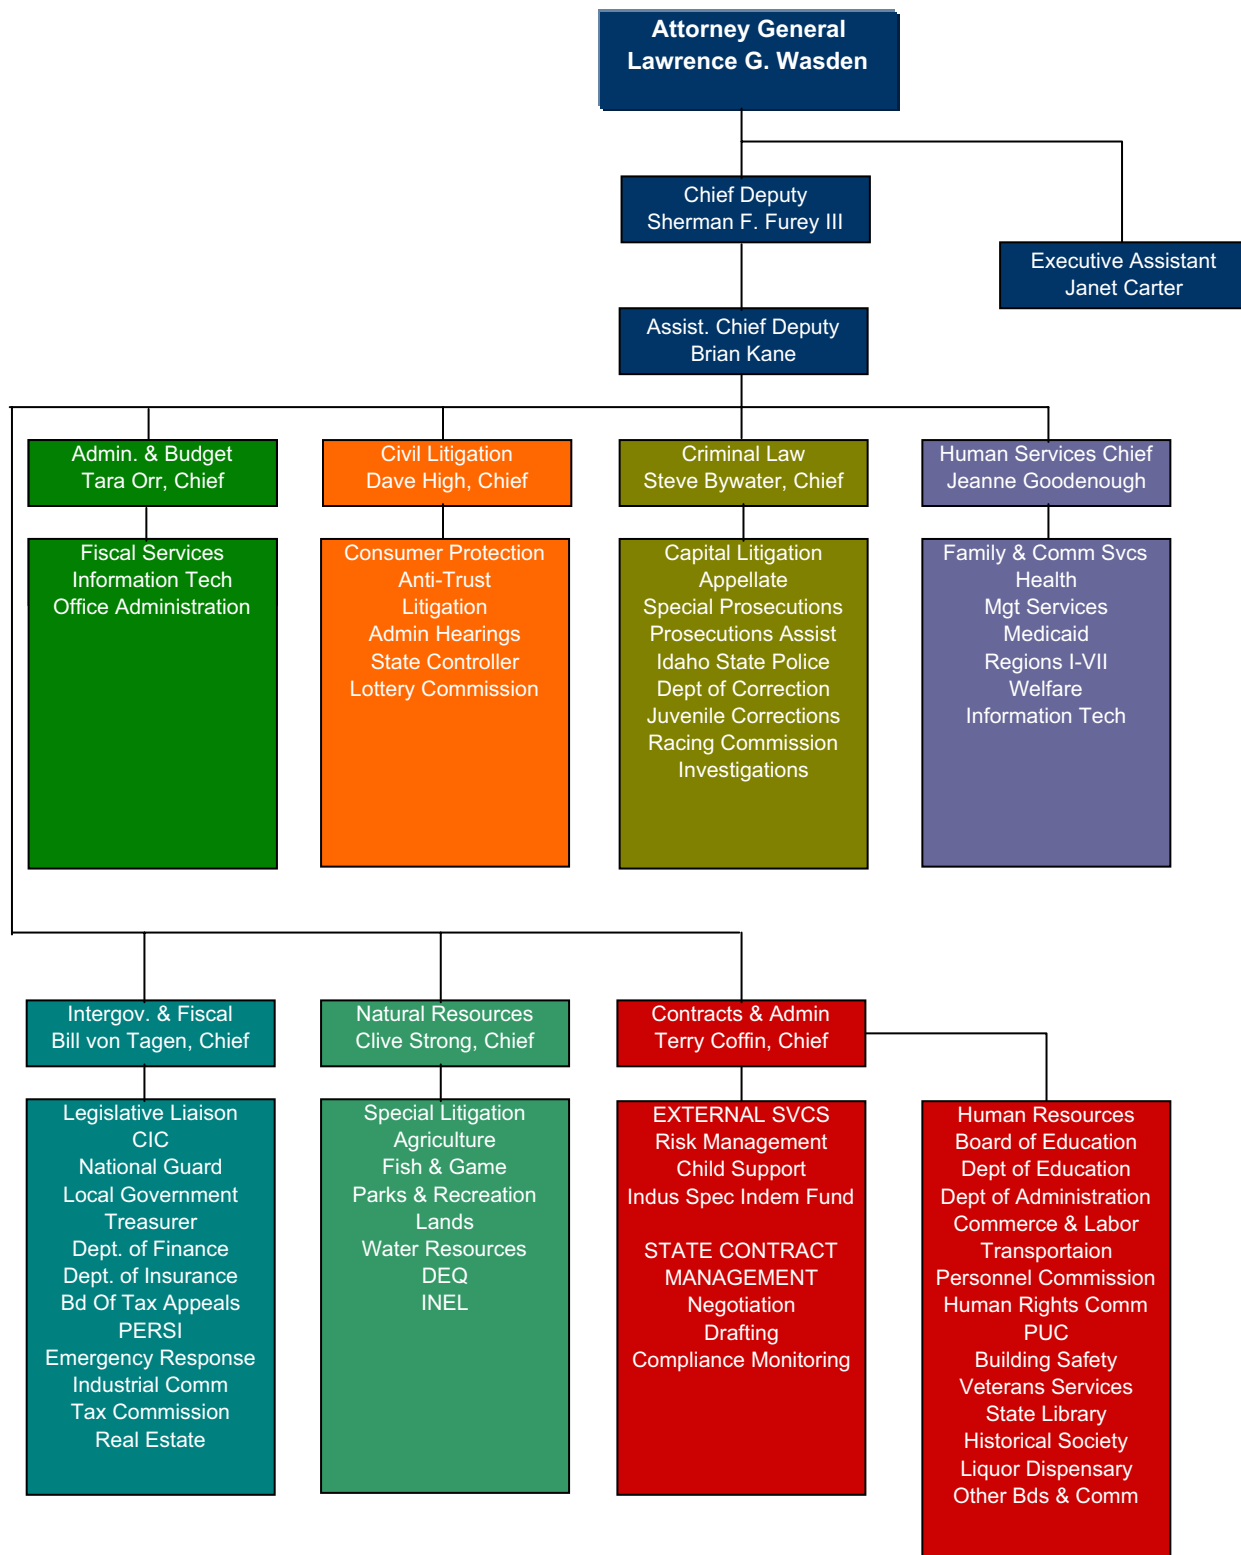 Attorney General
Lawrence G. Wasden
Chief Deputy
Sherman F. Furey III
Executive Assistant
Janet Carter
Assist. Chief Deputy
Brian Kane
Admin. & Budget
Tara Orr, Chief
Civil Litigation
Dave High, Chief
Criminal Law
Steve Bywater, Chief
Human Services Chief
Jeanne Goodenough
Fiscal Services
Information Tech
Office Administration
Consumer Protection
Anti-Trust
Litigation
Admin Hearings
State Controller
Lottery Commission
Capital Litigation
Appellate
Special Prosecutions
Prosecutions Assist
Idaho State Police
Dept of Correction
Juvenile Corrections
Racing Commission
Investigations
Family & Comm Svcs
Health
Mgt Services
Medicaid
Regions I-VII
Welfare
Information Tech
Intergov. & Fiscal
Bill von Tagen, Chief
Natural Resources
Clive Strong, Chief
Contracts & Admin
Terry Coffin, Chief
Legislative Liaison
CIC
National Guard
Local Government
Treasurer
Dept. of Finance
Dept. of Insurance
Bd Of Tax Appeals
PERSI
Emergency Response
Industrial Comm
Tax Commission
Real Estate
Special Litigation
Agriculture
Fish & Game
Parks & Recreation
Lands
Water Resources
DEQ
INEL
EXTERNAL SVCS
Risk Management
Child Support
Indus Spec Indem Fund
STATE CONTRACT
MANAGEMENT
Negotiation
Drafting
Compliance Monitoring
Human Resources
Board of Education
Dept of Education
Dept of Administration
Commerce & Labor
Transportaion
Personnel Commission
Human Rights Comm
PUC
Building Safety
Veterans Services
State Library
Historical Society
Liquor Dispensary
Other Bds & Comm